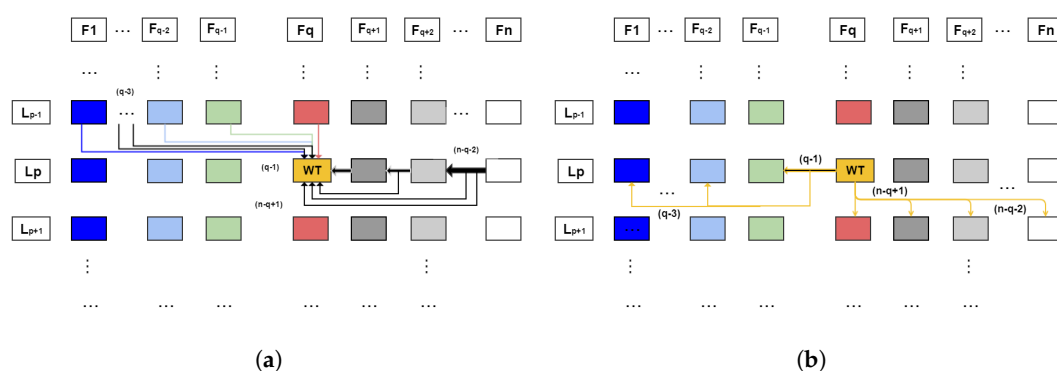 F1 ... Fq-2 Fq-1 Fq Fq+1 Fq+2 ... Fn
... ⋮ ⋮ ⋮ ⋮ ⋮ ...
(q-3)
Lp-1 ... ...
Lp (q-1) WT (n-q-2)
(n-q+1)
Lp+1
⋮ ⋮
... ... ... ... ...
(a)
F1 ... Fq-2 Fq-1 Fq Fq+1 Fq+2 ... Fn
... ⋮ ⋮ ⋮ ⋮ ⋮ ...
Lp-1
Lp (q-1) WT
... (n-q+1) ...
(q-3) (n-q-2)
Lp+1 ...
⋮ ⋮
... ... ... ... ...
(b)